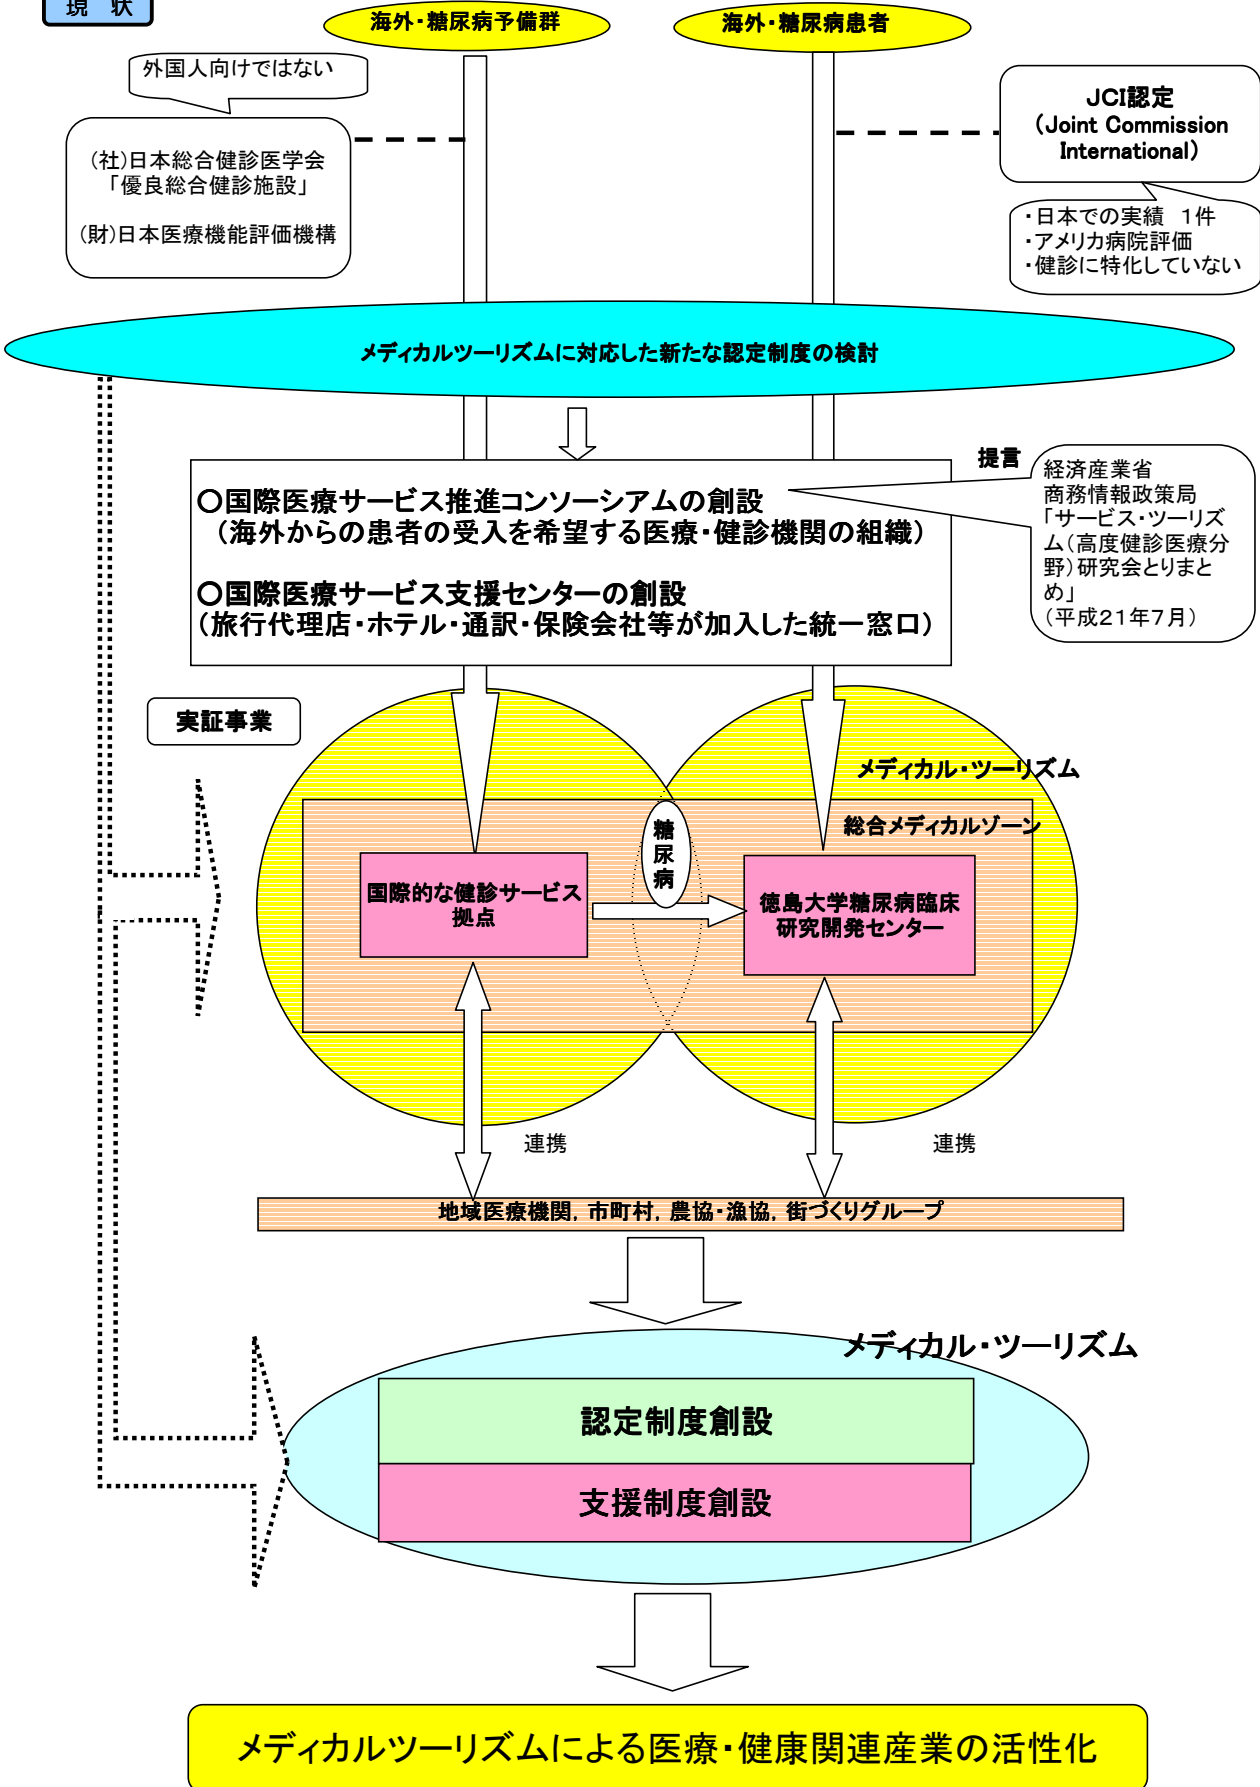 現　状
海外・糖尿病予備群
海外・糖尿病患者
外国人向けではない
(社)日本総合健診医学会
「優良総合健診施設」
(財)日本医療機能評価機構
JCI認定
(Joint Commission
International)
・日本での実績　1件
・アメリカ病院評価
・健診に特化していない
メディカルツーリズムに対応した新たな認定制度の検討
○国際医療サービス推進コンソーシアムの創設
(海外からの患者の受入を希望する医療・健診機関の組織)
○国際医療サービス支援センターの創設
(旅行代理店・ホテル・通訳・保険会社等が加入した統一窓口)
提言
経済産業省
商務情報政策局
「サービス・ツーリズ
ム(高度健診医療分
野)研究会とりまと
め」
(平成21年7月)
実証事業
メディカル・ツーリズム
総合メディカルゾーン
糖
尿
病
国際的な健診サービス
拠点
徳島大学糖尿病臨床
研究開発センター
連携
連携
地域医療機関, 市町村, 農協・漁協, 街づくりグループ
メディカル・ツーリズム
認定制度創設
支援制度創設
メディカルツーリズムによる医療・健康関連産業の活性化